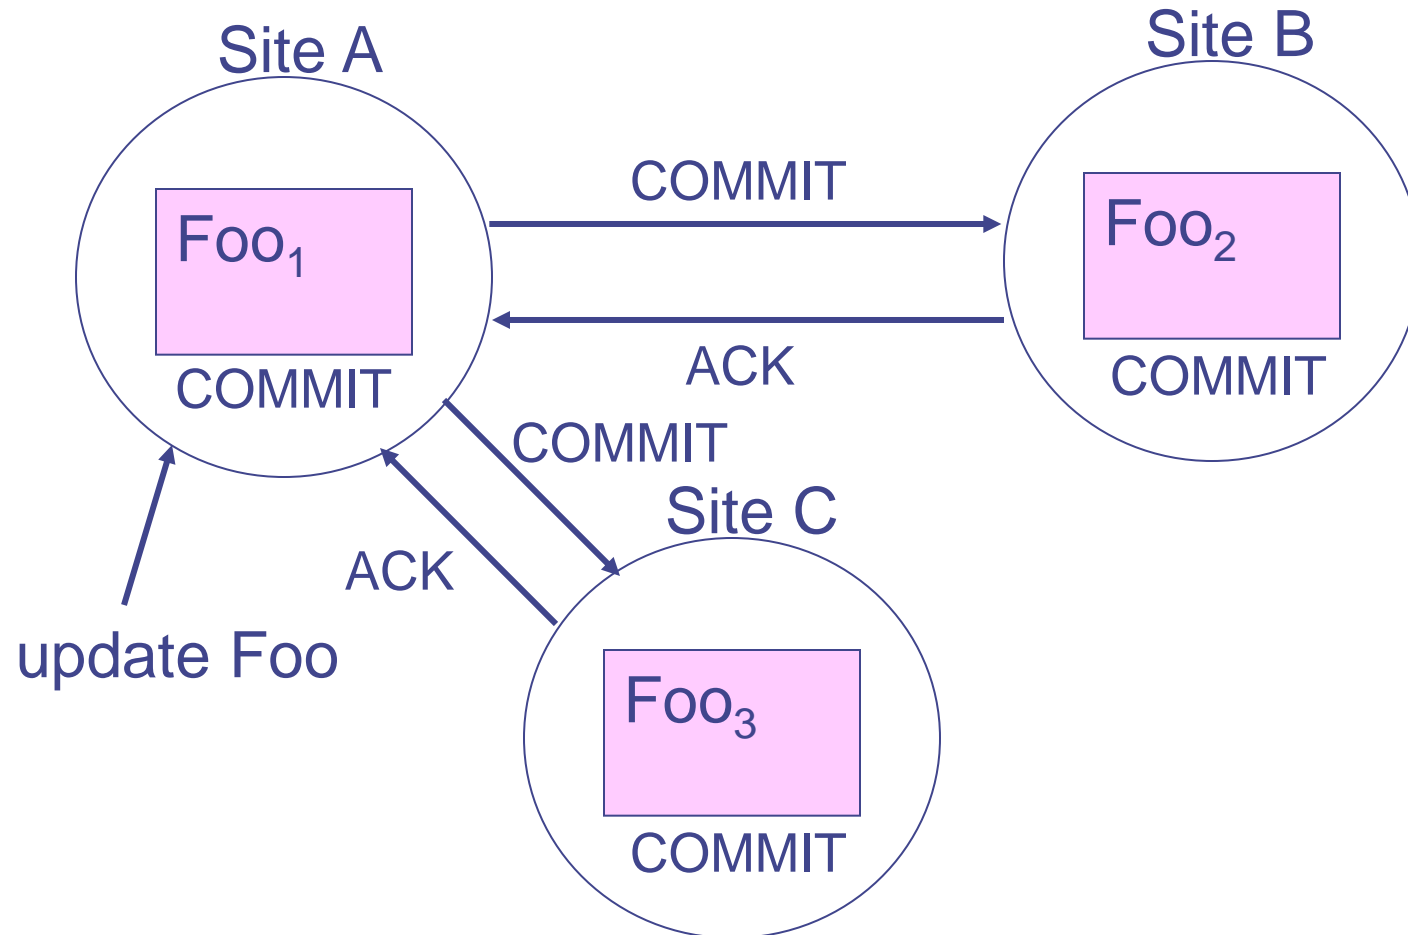 Site A
Site B
COMMIT
Foo₁
Foo₂
ACK
COMMIT
COMMIT
COMMIT
Site C
ACK
update Foo
Foo₃
COMMIT